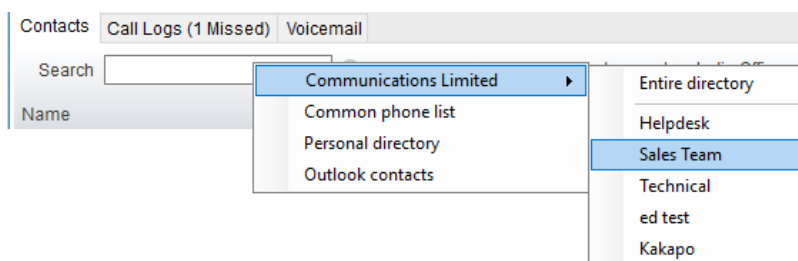 Contacts Call Logs (1 Missed) Voicemail
Search
Name
Communications Limited
Common phone list
Personal directory
Outlook contacts
Entire directory
Helpdesk
Sales Team
Technical
ed test
Kakapo